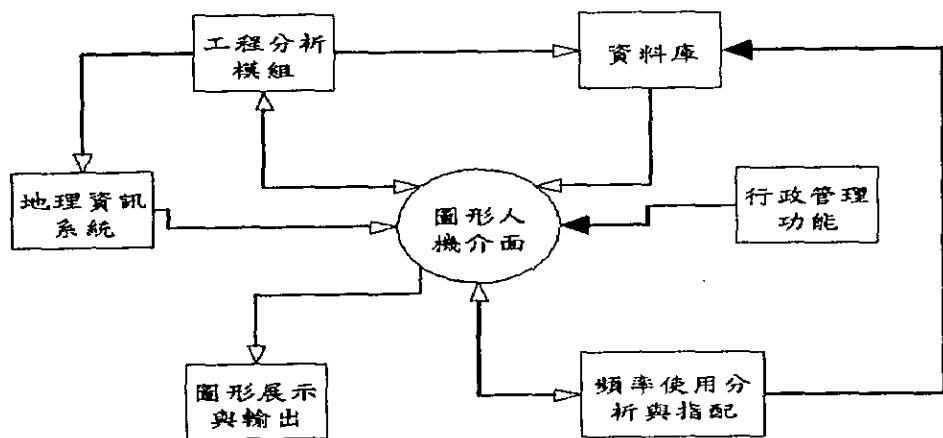 工程分析
模組
資料庫
地理資訊
系統
圖形人
機介面
行政管理
功能
圖形展示
與輸出
頻率使用分
析與指配